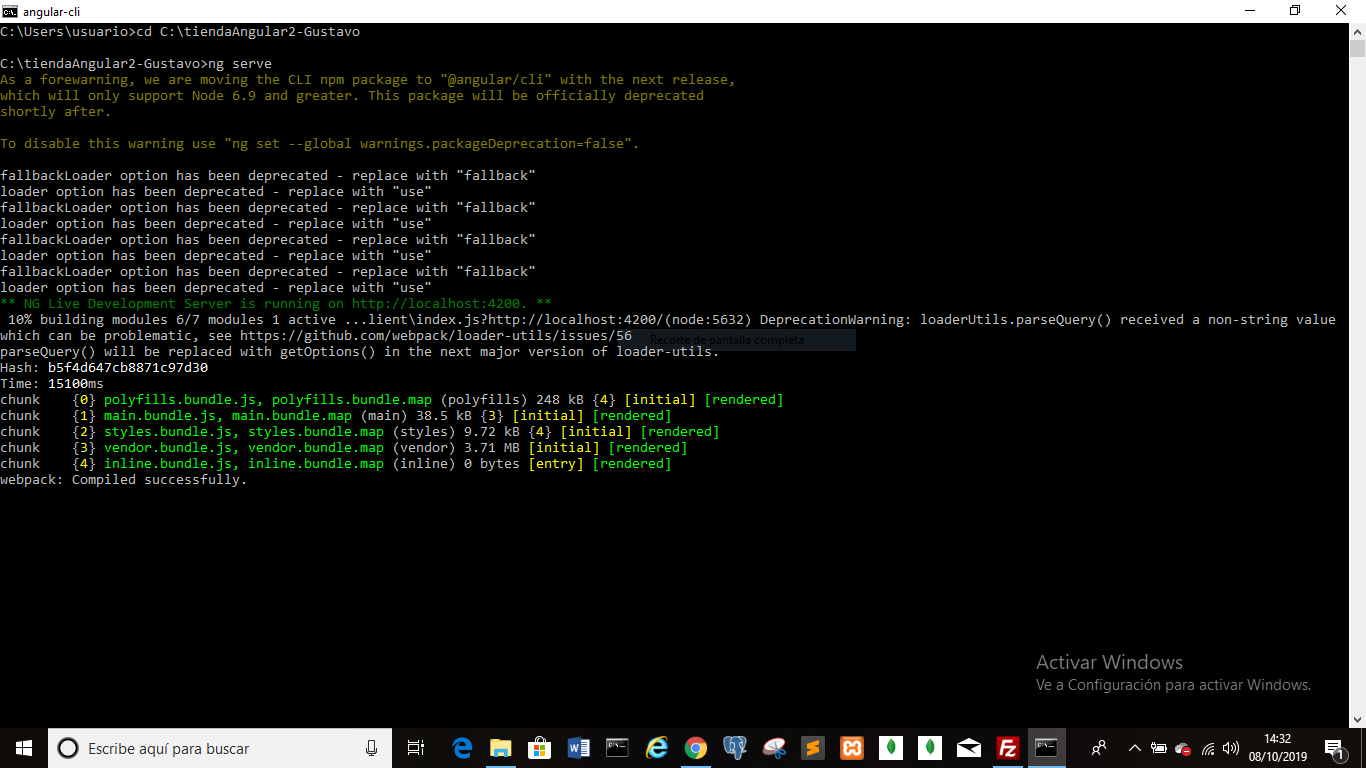 angular-cli
C:\Users\usuario>cd C:\tiendaAngular2-Gustavo
C:\tiendaAngular2-Gustavo>ng serve
As a forewarning, we are moving the CLI npm package to "@angular/cli" with the next release,
which will only support Node 6.9 and greater. This package will be officially deprecated
shortly after.
To disable this warning use "ng set --global warnings.packageDeprecation=false".
fallbackLoader option has been deprecated - replace with "fallback"
loader option has been deprecated - replace with "use"
fallbackLoader option has been deprecated - replace with "fallback"
loader option has been deprecated - replace with "use"
fallbackLoader option has been deprecated - replace with "fallback"
loader option has been deprecated - replace with "use"
fallbackLoader option has been deprecated - replace with "fallback"
loader option has been deprecated - replace with "use"
** NG Live Development Server is running on http://localhost:4200. **
10% building modules 6/7 modules 1 active ...lient\index.js?http://localhost:4200/(node:5632) DeprecationWarning: loaderUtils.parseQuery() received a non-string value
which can be problematic, see https://github.com/webpack/loader-utils/issues/56
Recorte de pantalla completa
parseQuery() will be replaced with getOptions() in the next major version of loader-utils.
Hash: b5f4d647cb8871c97d30
Time: 15100ms
chunk    {0} polyfills.bundle.js, polyfills.bundle.map (polyfills) 248 kB {4} [initial] [rendered]
chunk    {1} main.bundle.js, main.bundle.map (main) 38.5 kB {3} [initial] [rendered]
chunk    {2} styles.bundle.js, styles.bundle.map (styles) 9.72 kB {4} [initial] [rendered]
chunk    {3} vendor.bundle.js, vendor.bundle.map (vendor) 3.71 MB [initial] [rendered]
chunk    {4} inline.bundle.js, inline.bundle.map (inline) 0 bytes [entry] [rendered]
webpack: Compiled successfully.
Activar Windows
Ve a Configuración para activar Windows.
Escribe aquí para buscar
14:32
08/10/2019
1